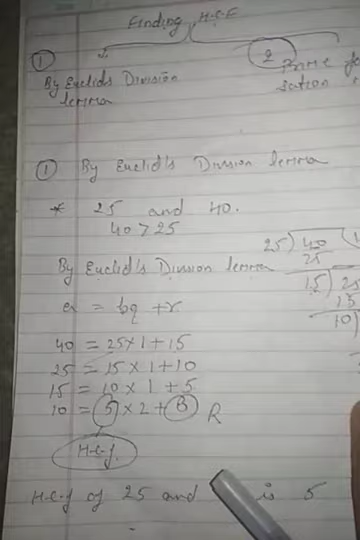 Finding H.C.F
① 2
By Euclids Division lemma
Prime
① By Euclid's Division lemma
* 25 and 40.
40 > 25
25) 40 (1
25
15) 25
15
10)
By Euclid's Division lemma
a = bq + r
40 = 25 × 1 + 15
25 = 15 × 1 + 10
15 = 10 × 1 + 5
10 = 5 × 2 + 0 R
H.C.f.
H.C.f of 25 and is 5